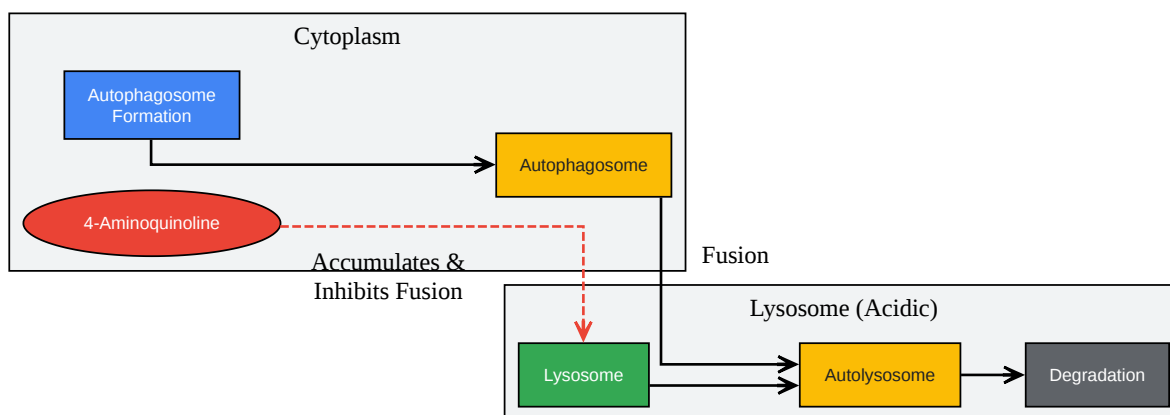 Cytoplasm
Autophagosome
Formation
Autophagosome
4-Aminoquinoline
Accumulates &
Inhibits Fusion
Fusion
Lysosome (Acidic)
Lysosome
Autolysosome
Degradation